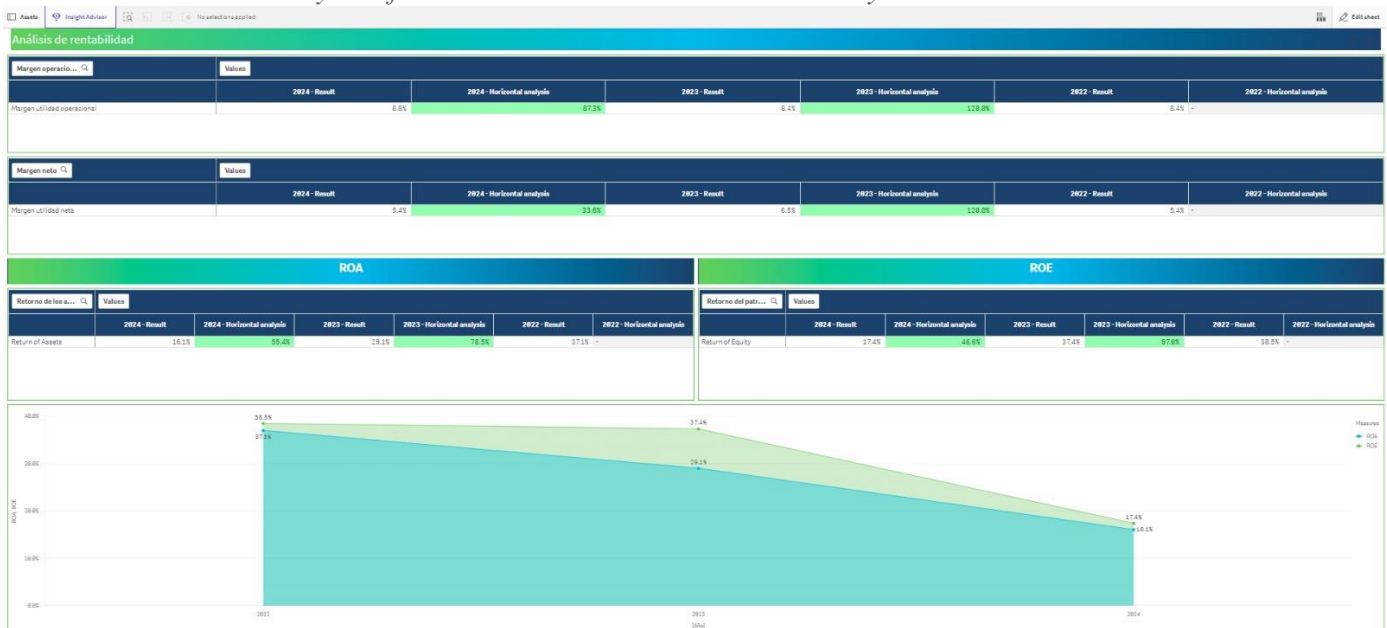 Assets Insight Advisor No selections applied Edit sheet
Análisis de rentabilidad
Margen operacio... Values
2024 - Result 2024 - Horizontal analysis 2023 - Result 2023 - Horizontal analysis 2022 - Result 2022 - Horizontal analysis
Margen utilidad operacional 8.8% 87.3% 8.4% 120.0% 8.4% -
Margen neto Values
2024 - Result 2024 - Horizontal analysis 2023 - Result 2023 - Horizontal analysis 2022 - Result 2022 - Horizontal analysis
Margen utilidad neta 5.4% 33.6% 6.5% 120.0% 5.4% -
ROA ROE
Retorno de los a... Values Retorno del patr... Values
2024 - Result 2024 - Horizontal analysis 2023 - Result 2023 - Horizontal analysis 2022 - Result 2022 - Horizontal analysis 2024 - Result 2024 - Horizontal analysis 2023 - Result 2023 - Horizontal analysis 2022 - Result 2022 - Horizontal analysis
Return of Assets 16.1% 55.4% 29.1% 78.5% 37.1% - Return of Equity 17.4% 46.6% 37.4% 97.0% 38.5% -
40.0% 38.5% 37.4% Measures
37.1% ROA
ROE
30.0% 29.1%
ROA, ROE
20.0% 17.4%
16.1%
10.0%
0.0%
2022 2023 2024